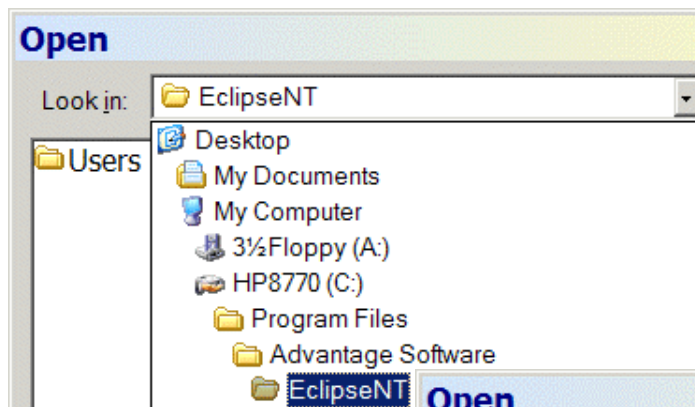 Open
Look in: EclipseNT
Desktop
Users
My Documents
My Computer
3½Floppy (A:)
HP8770 (C:)
Program Files
Advantage Software
EclipseNT
Open